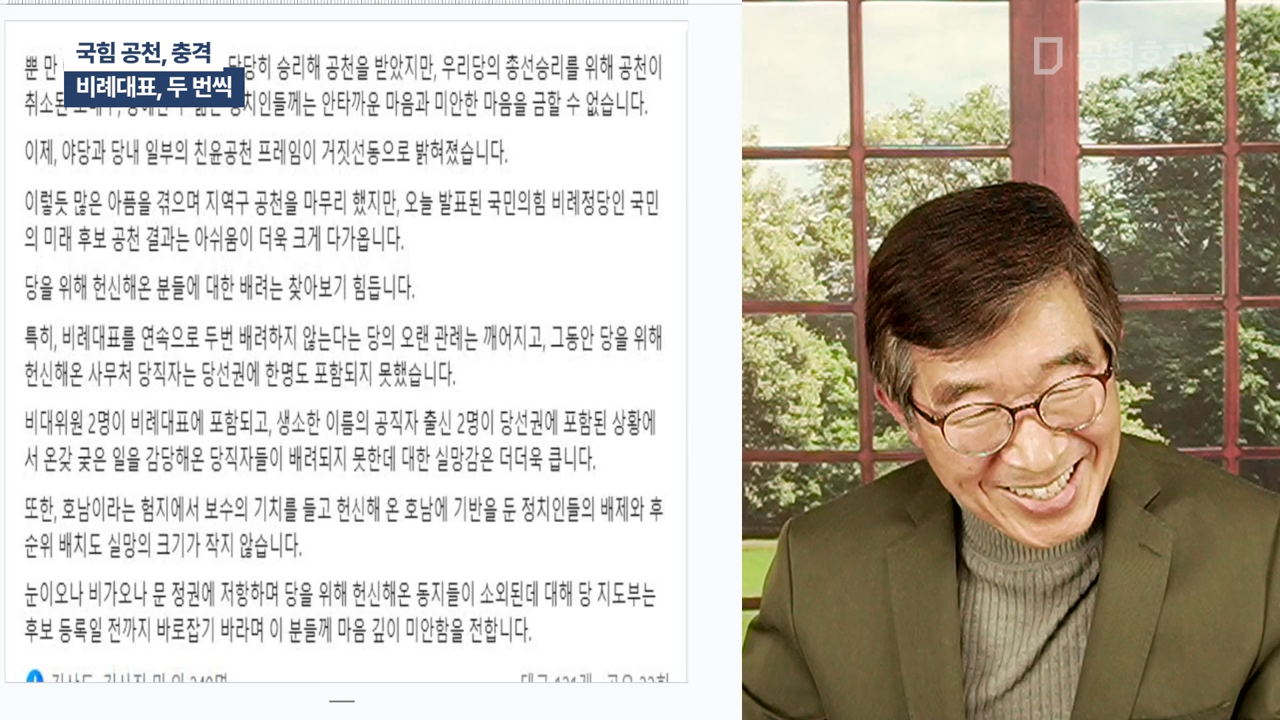 국힘 공천, 충격
비례대표, 두 번씩
공병호TV
뿐 만 당당히 승리해 공천을 받았지만, 우리당의 총선승리를 위해 공천이
취소된 정치인들께는 안타까운 마음과 미안한 마음을 금할 수 없습니다.
이제, 야당과 당내 일부의 친윤공천 프레임이 거짓선동으로 밝혀졌습니다.
이렇듯 많은 아픔을 겪으며 지역구 공천을 마무리 했지만, 오늘 발표된 국민의힘 비례정당인 국민
의 미래 후보 공천 결과는 아쉬움이 더욱 크게 다가옵니다.
당을 위해 헌신해온 분들에 대한 배려는 찾아보기 힘듭니다.
특히, 비례대표를 연속으로 두번 배려하지 않는다는 당의 오랜 관례는 깨어지고, 그동안 당을 위해
헌신해온 사무처 당직자는 당선권에 한명도 포함되지 못했습니다.
비대위원 2명이 비례대표에 포함되고, 생소한 이름의 공직자 출신 2명이 당선권에 포함된 상황에
서 온갖 궂은 일을 감당해온 당직자들이 배려되지 못한데 대한 실망감은 더더욱 큽니다.
또한, 호남이라는 험지에서 보수의 기치를 들고 헌신해 온 호남에 기반을 둔 정치인들의 배제와 후
순위 배치도 실망의 크기가 작지 않습니다.
눈이오나 비가오나 문 정권에 저항하며 당을 위해 헌신해온 동지들이 소외된데 대해 당 지도부는
후보 등록일 전까지 바로잡기 바라며 이 분들께 마음 깊이 미안함을 전합니다.